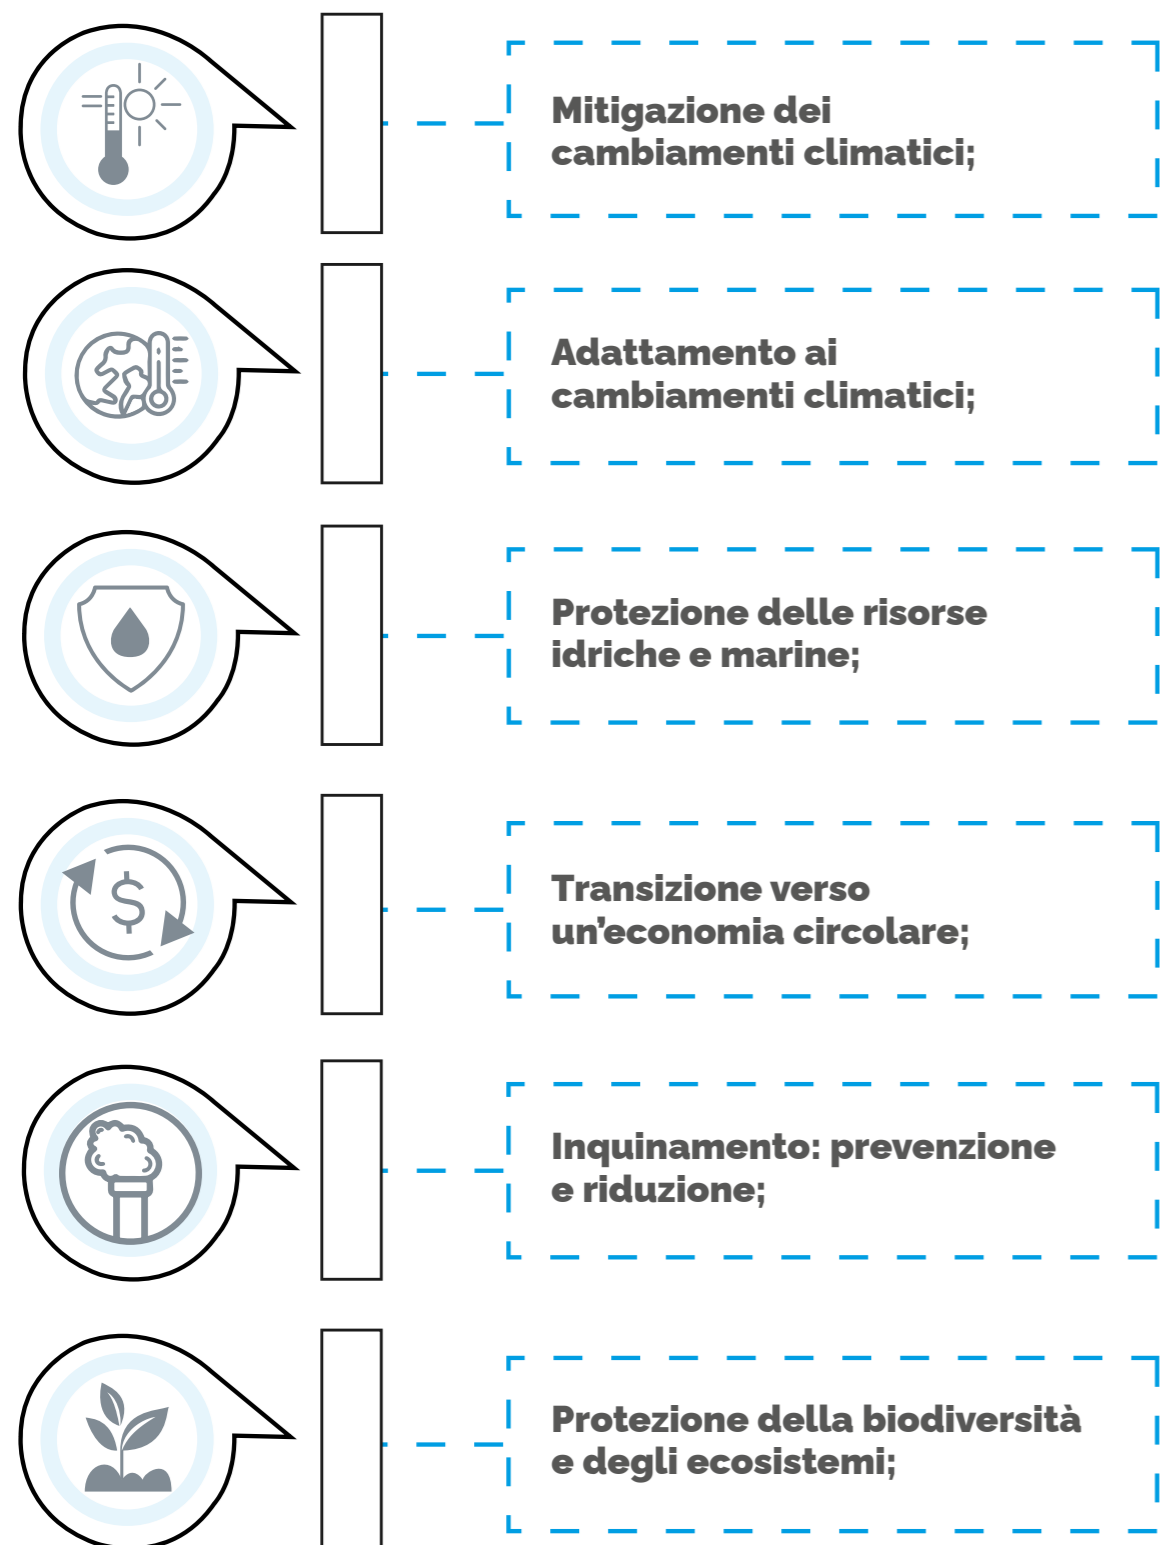 Mitigazione dei
cambiamenti climatici;
Adattamento ai
cambiamenti climatici;
Protezione delle risorse
idriche e marine;
$
Transizione verso
un’economia circolare;
Inquinamento: prevenzione
e riduzione;
Protezione della biodiversità
e degli ecosistemi;